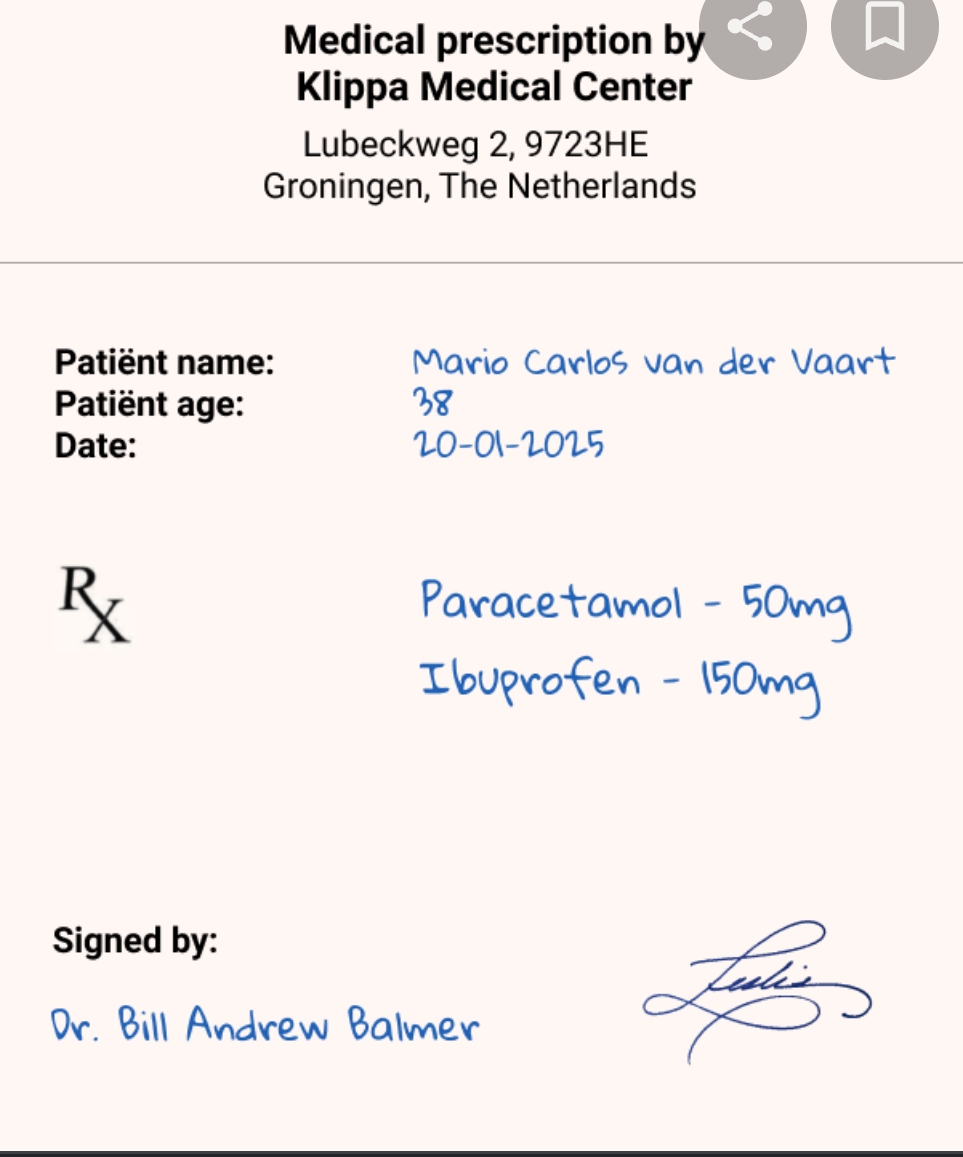 Medical prescription by
Klippa Medical Center
Lubeckweg 2, 9723HE
Groningen, The Netherlands
Patiënt name: Mario Carlos van der Vaart
Patiënt age: 38
Date: 20-01-2025
Rx Paracetamol - 50mg
Ibuprofen - 150mg
Signed by:
Leslie
Dr. Bill Andrew Balmer